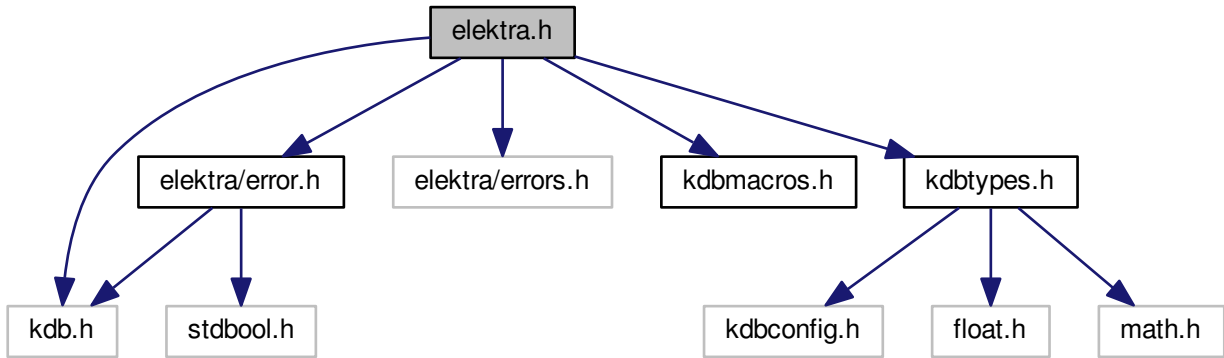 elektra.h
elektra/error.h
elektra/errors.h
kdbmacros.h
kdbtypes.h
kdb.h
stdbool.h
kdbconfig.h
float.h
math.h